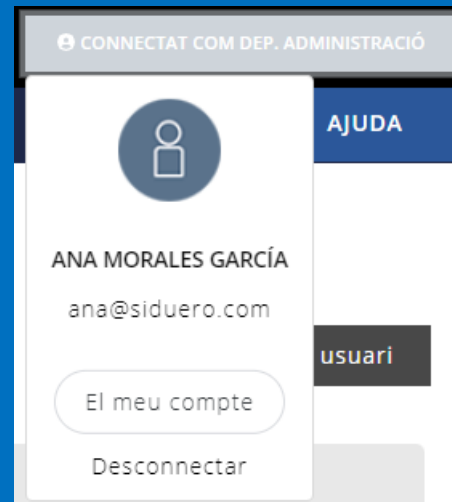 CONNECTAT COM DEP. ADMINISTRACIÓ
AJUDA
ANA MORALES GARCÍA
ana@siduero.com
usuari
El meu compte
Desconnectar